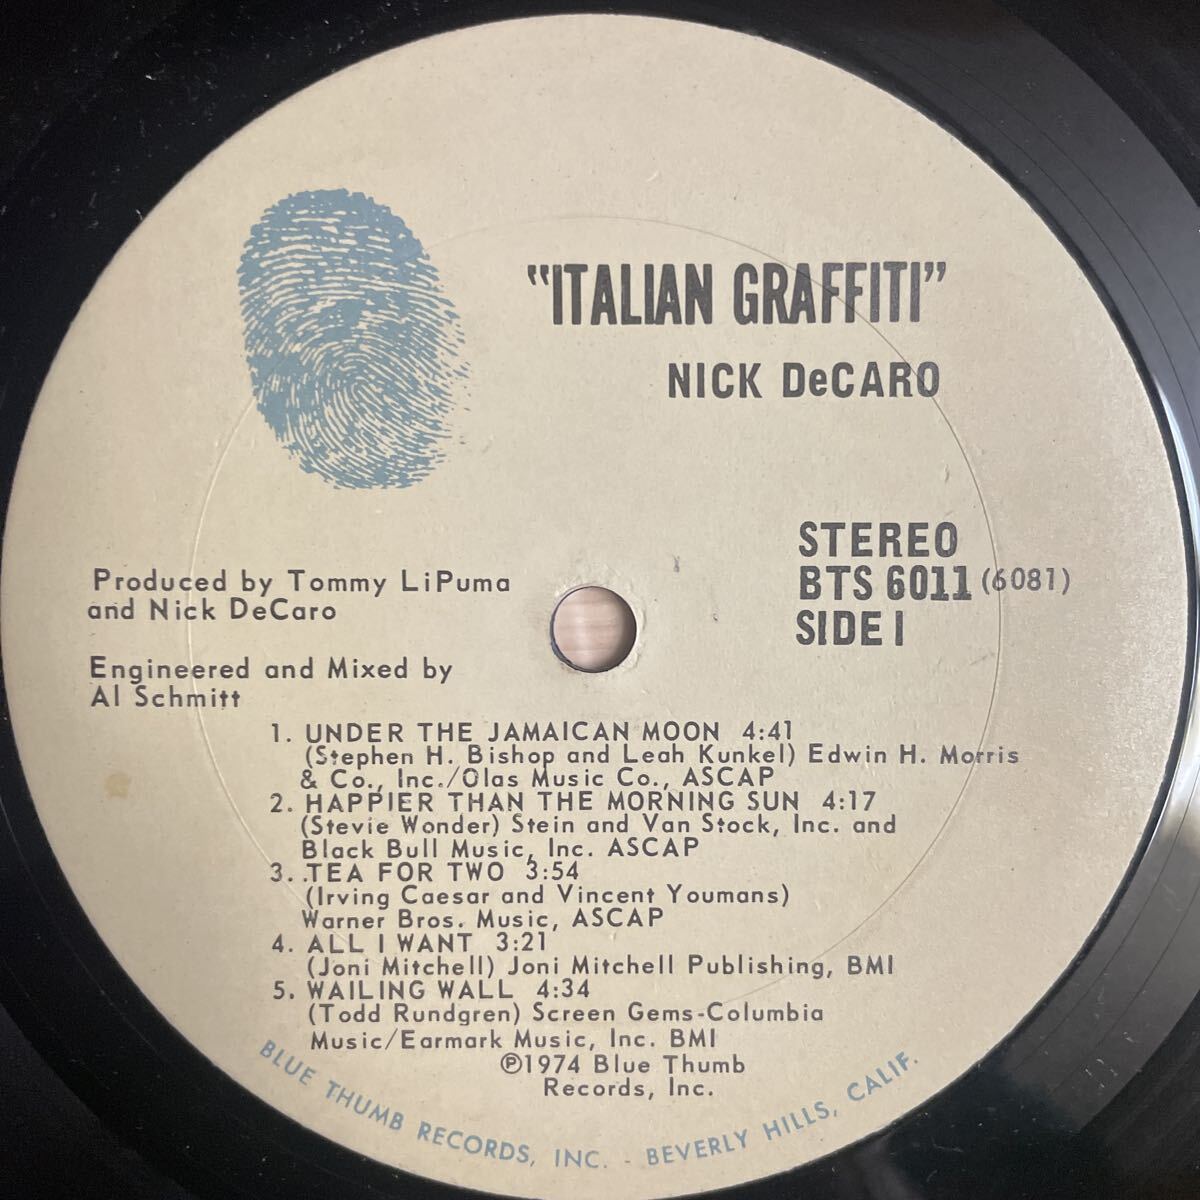 "ITALIAN GRAFFITI"
NICK DeCARO
STEREO
BTS 6011 (6081)
SIDE I
Produced by Tommy LiPuma
and Nick DeCaro
Engineered and Mixed by
Al Schmitt
1. UNDER THE JAMAICAN MOON 4:41
(Stephen H. Bishop and Leah Kunkel) Edwin H. Morris
& Co., Inc./Olas Music Co., ASCAP
2. HAPPIER THAN THE MORNING SUN 4:17
(Stevie Wonder) Stein and Van Stock, Inc. and
Black Bull Music, Inc. ASCAP
3. .TEA FOR TWO 3:54
(Irving Caesar and Vincent Youmans)
Warner Bros. Music, ASCAP
4. ALL I WANT 3:21
(Joni Mitchell) Joni Mitchell Publishing, BMI
5. WAILING WALL 4:34
(Todd Rundgren) Screen Gems-Columbia
Music/Earmark Music, Inc. BMI
℗1974 Blue Thumb
Records, Inc.
BLUE THUMB RECORDS, INC. - BEVERLY HILLS, CALIF.